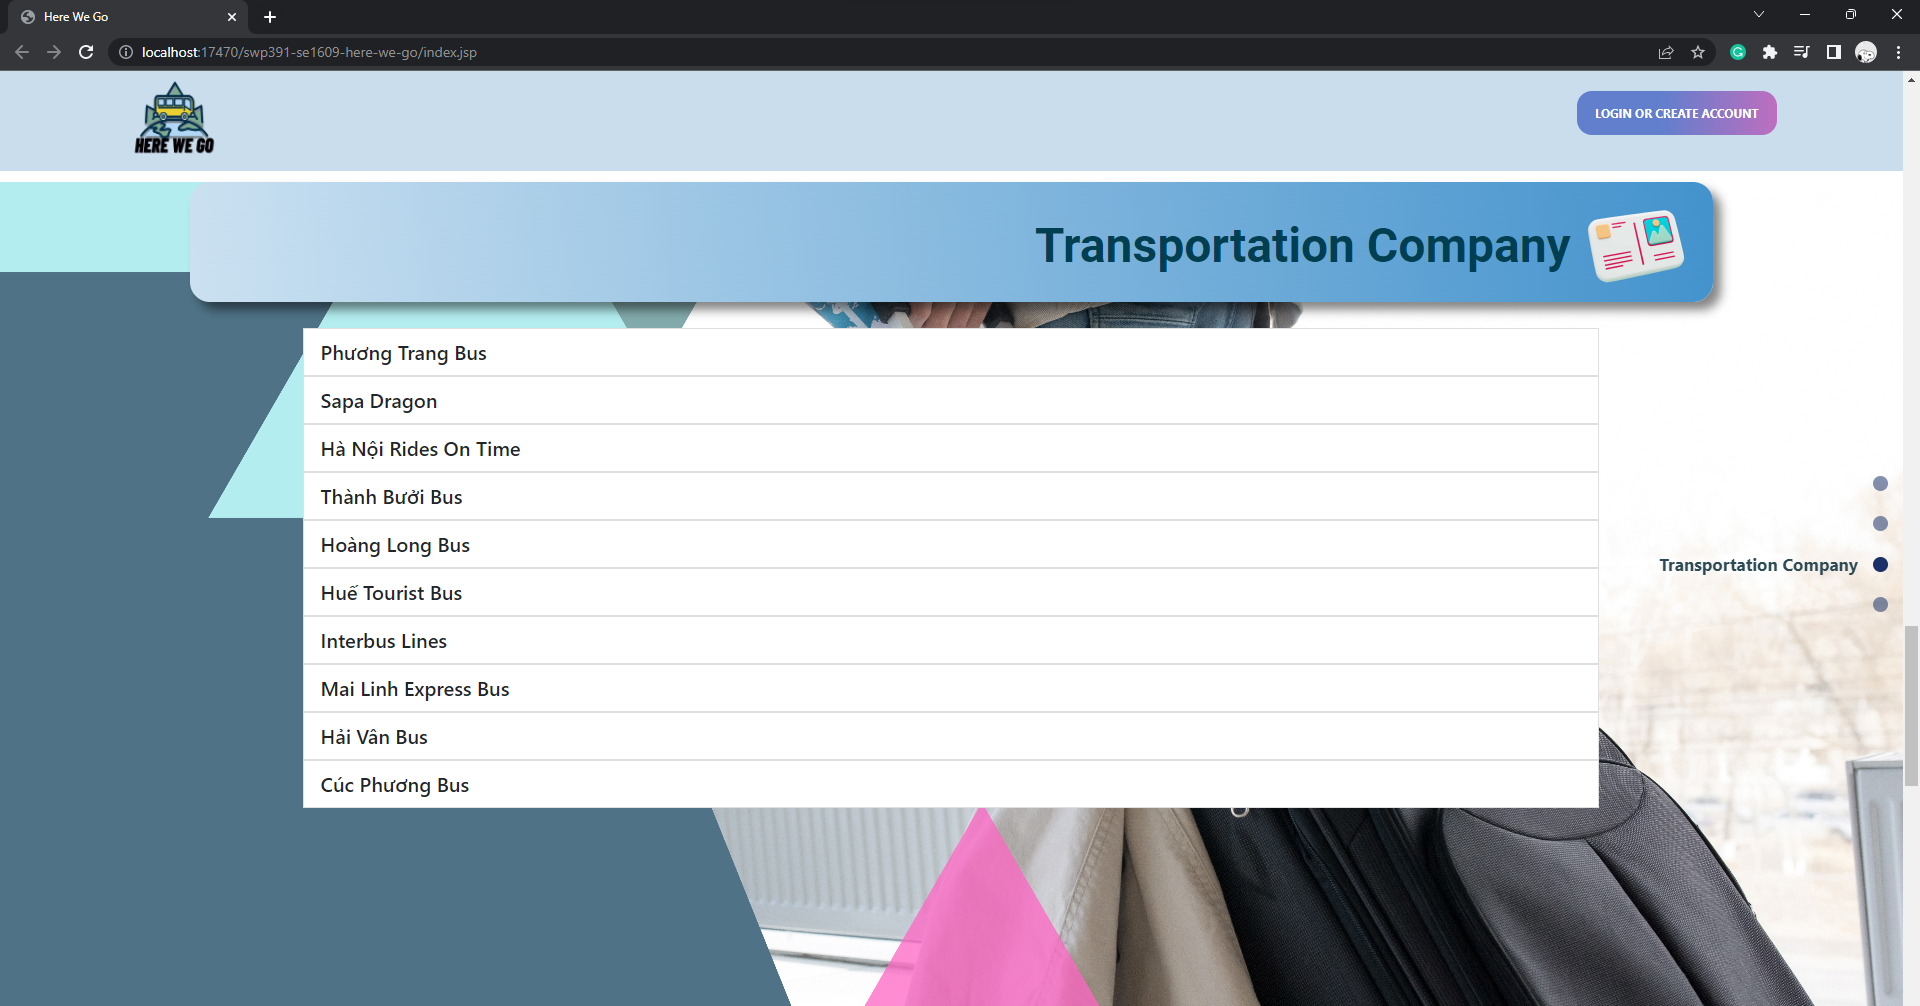 Here We Go
localhost:17470/swp391-se1609-here-we-go/index.jsp
HERE WE GO
LOGIN OR CREATE ACCOUNT
Transportation Company
Phương Trang Bus
Sapa Dragon
Hà Nội Rides On Time
Thành Bưởi Bus
Hoàng Long Bus
Transportation Company
Huế Tourist Bus
Interbus Lines
Mai Linh Express Bus
Hải Vân Bus
Cúc Phương Bus